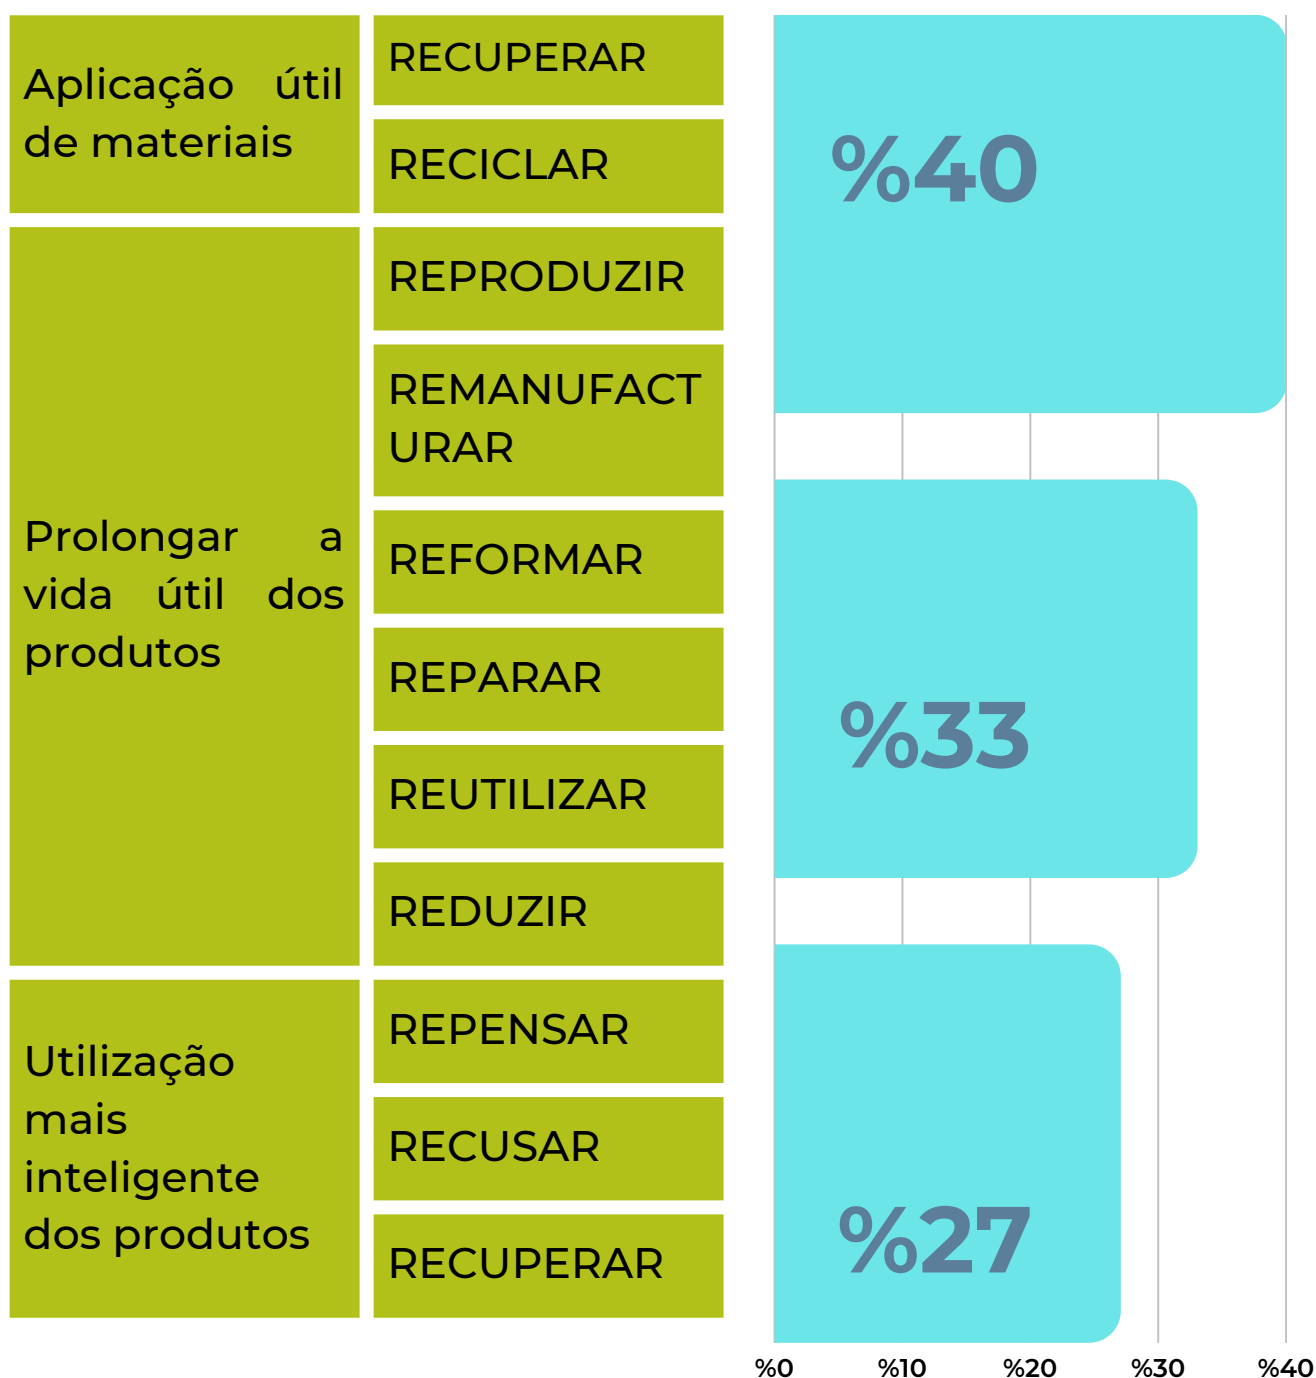 Aplicação útil
de materiais
RECUPERAR
RECICLAR
Prolongar a
vida útil dos
produtos
REPRODUZIR
REMANUFACT
URAR
REFORMAR
REPARAR
REUTILIZAR
REDUZIR
Utilização
mais
inteligente
dos produtos
REPENSAR
RECUSAR
RECUPERAR
%40
%33
%27
%0 %10 %20 %30 %40